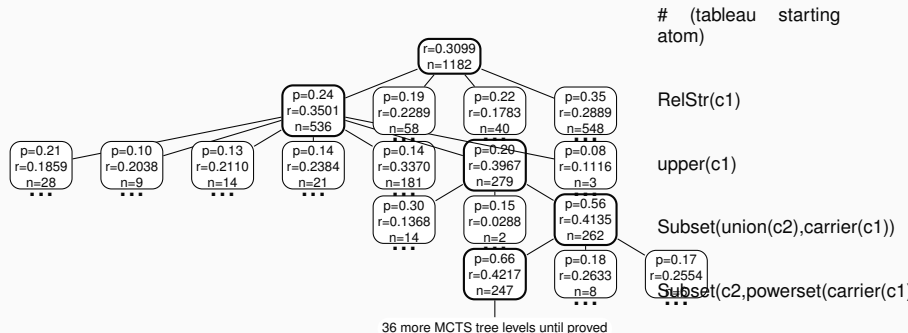 # (tableau starting
atom)
r=0.3099
n=1182
p=0.24
r=0.3501
n=536
p=0.19
r=0.2289
n=58
p=0.22
r=0.1783
n=40
p=0.35
r=0.2889
n=548
RelStr(c1)
p=0.21
r=0.1859
n=28
p=0.10
r=0.2038
n=9
p=0.13
r=0.2110
n=14
p=0.14
r=0.2384
n=21
p=0.14
r=0.3370
n=181
p=0.20
r=0.3967
n=279
p=0.08
r=0.1116
n=3
upper(c1)
p=0.30
r=0.1368
n=14
p=0.15
r=0.0288
n=2
p=0.56
r=0.4135
n=262
Subset(union(c2),carrier(c1))
p=0.66
r=0.4217
n=247
p=0.18
r=0.2633
n=8
p=0.17
r=0.2554
Subset(c2,powerset(carrier(c1)
36 more MCTS tree levels until proved